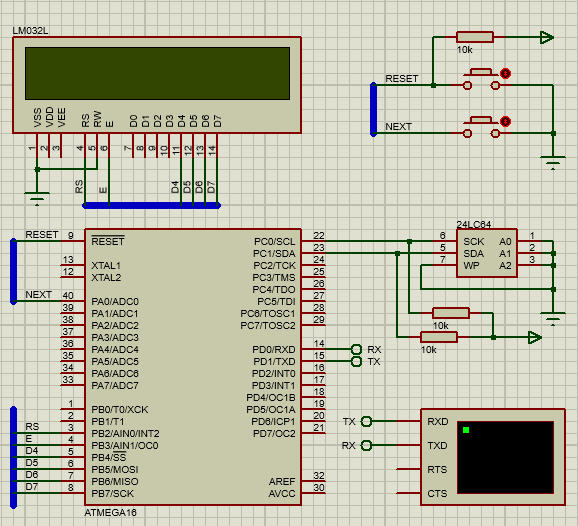 LM032L
VSS VDD VEE RS RW E D0 D1 D2 D3 D4 D5 D6 D7
1 2 3 4 5 6 7 8 9 10 11 12 13 14
RS E D4 D5 D6 D7
10k
RESET
NEXT
RESET 9 RESET PC0/SCL 22
PC1/SDA 23
13 XTAL1 PC2/TCK 24
12 XTAL2 PC3/TMS 25
PC4/TDO 26
NEXT 40 PA0/ADC0 PC5/TDI 27
39 PA1/ADC1 PC6/TOSC1 28
38 PA2/ADC2 PC7/TOSC2 29
37 PA3/ADC3
36 PA4/ADC4 PD0/RXD 14 RX
35 PA5/ADC5 PD1/TXD 15 TX
34 PA6/ADC6 PD2/INT0 16
33 PA7/ADC7 PD3/INT1 17
PD4/OC1B 18
1 PB0/T0/XCK PD5/OC1A 19
2 PB1/T1 PD6/ICP1 20
RS 3 PB2/AIN0/INT2 PD7/OC2 21
E 4 PB3/AIN1/OC0
D4 5 PB4/SS
D5 6 PB5/MOSI
D6 7 PB6/MISO AREF 32
D7 8 PB7/SCK AVCC 30
ATMEGA16
24LC64
6 SCK A0 1
5 SDA A1 2
7 WP A2 3
10k
10k
TX RXD
RX TXD
RTS
CTS